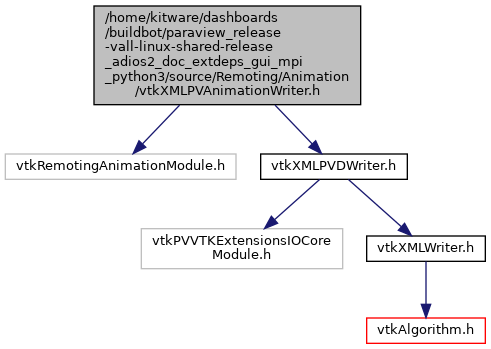 /home/kitware/dashboards
/buildbot/paraview_release
-vall-linux-shared-release
_adios2_doc_extdeps_gui_mpi
_python3/source/Remoting/Animation
/vtkXMLPVAnimationWriter.h
vtkRemotingAnimationModule.h
vtkXMLPVDWriter.h
vtkPVVTKExtensionsIOCore
Module.h
vtkXMLWriter.h
vtkAlgorithm.h